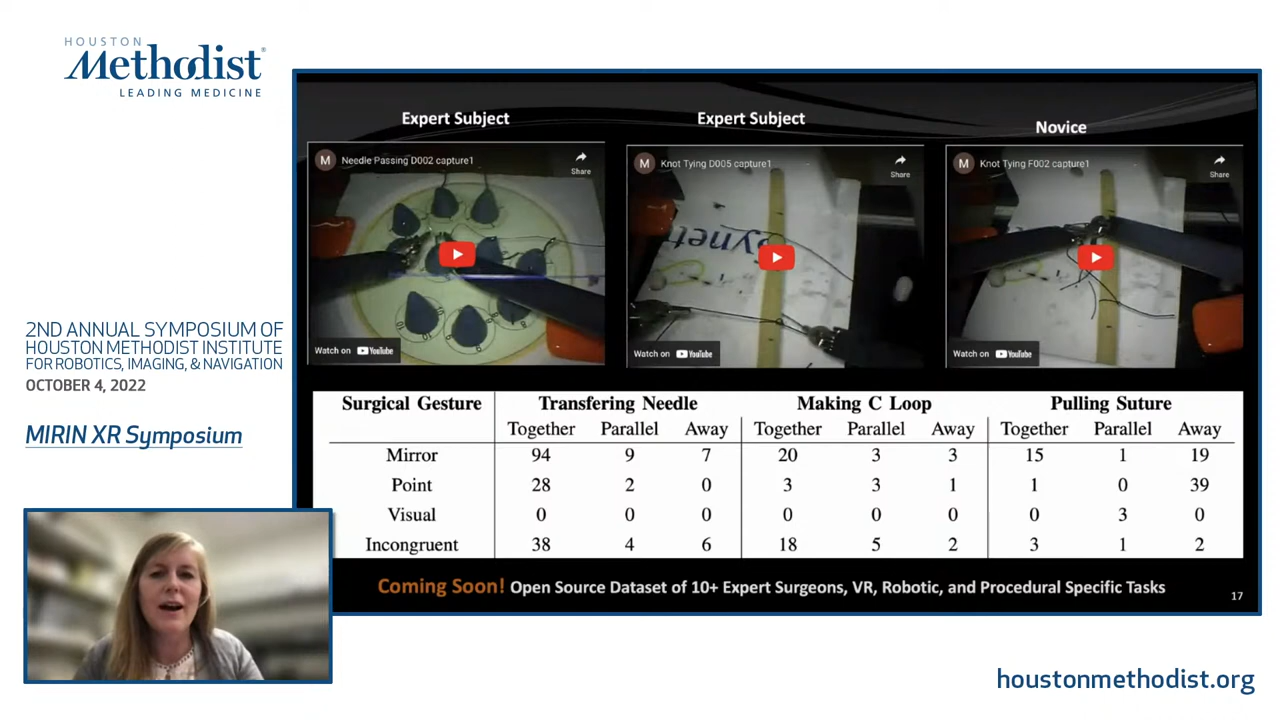 HOUSTON
Methodist®
LEADING MEDICINE
2ND ANNUAL SYMPOSIUM OF
HOUSTON METHODIST INSTITUTE
FOR ROBOTICS, IMAGING, & NAVIGATION
OCTOBER 4, 2022
MIRIN XR Symposium
Expert Subject
Expert Subject
Novice
M Needle Passing D002 capture1
Share
Watch on YouTube
M Knot Tying D005 capture1
Share
Watch on YouTube
M Knot Tying F002 capture1
Share
Watch on YouTube
Surgical Gesture Transfering Needle Making C Loop Pulling Suture
Together Parallel Away Together Parallel Away Together Parallel Away
Mirror 94 9 7 20 3 3 15 1 19
Point 28 2 0 3 3 1 1 0 39
Visual 0 0 0 0 0 0 0 3 0
Incongruent 38 4 6 18 5 2 3 1 2
Coming Soon! Open Source Dataset of 10+ Expert Surgeons, VR, Robotic, and Procedural Specific Tasks
17
houstonmethodist.org